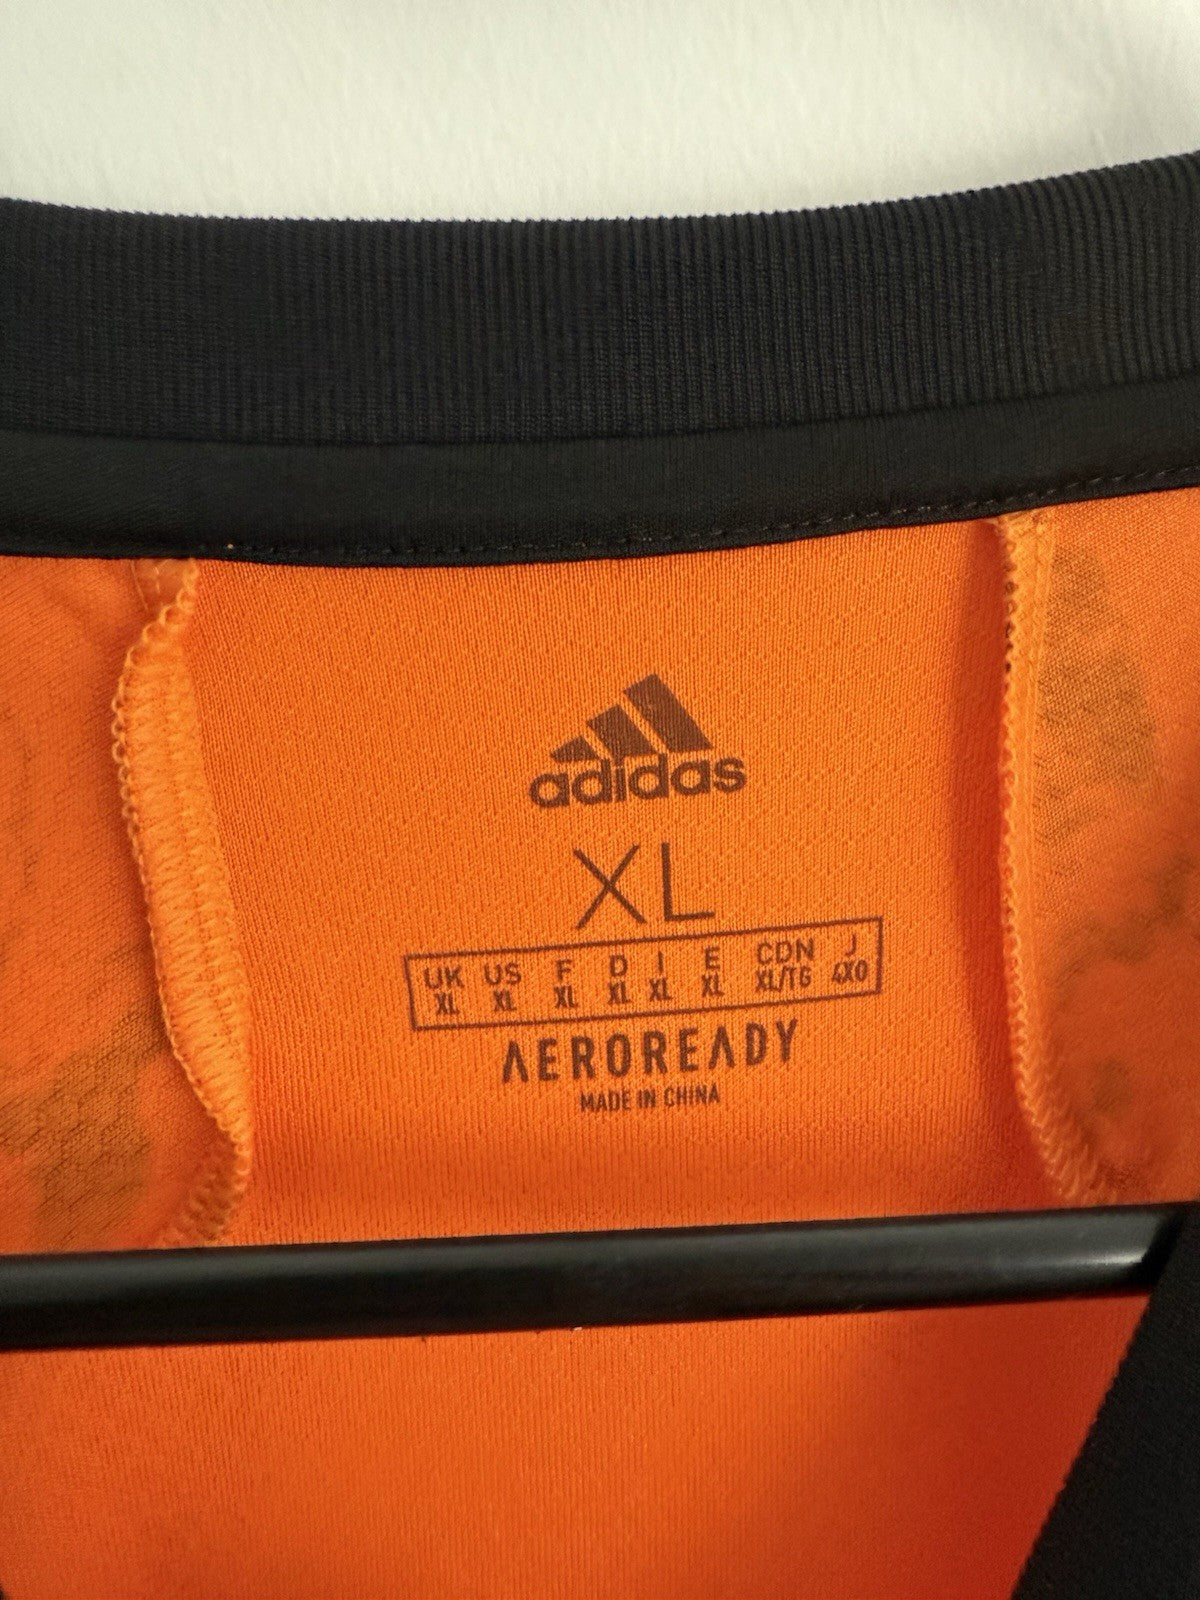 adidas
XL
UK US F D I E CDN J
XL XL XL XL XL XL XL/TG 4XO
AEROREADY
MADE IN CHINA